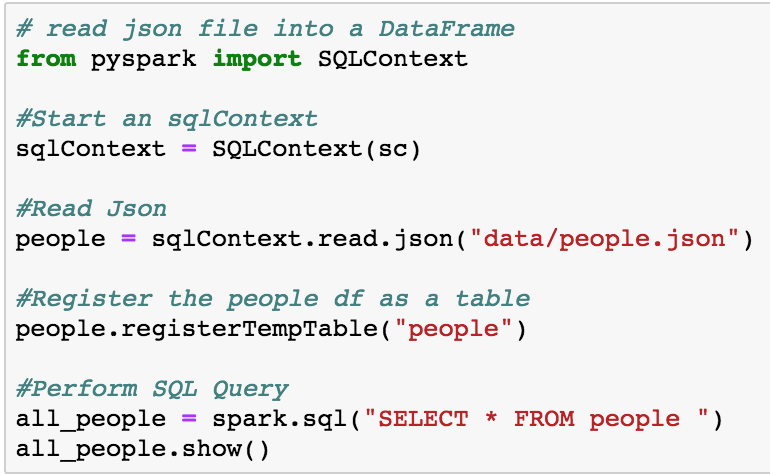 # read json file into a DataFrame
from pyspark import SQLContext
#Start an sqlContext
sqlContext = SQLContext(sc)
#Read Json
people = sqlContext.read.json("data/people.json")
#Register the people df as a table
people.registerTempTable("people")
#Perform SQL Query
all_people = spark.sql("SELECT * FROM people ")
all_people.show()